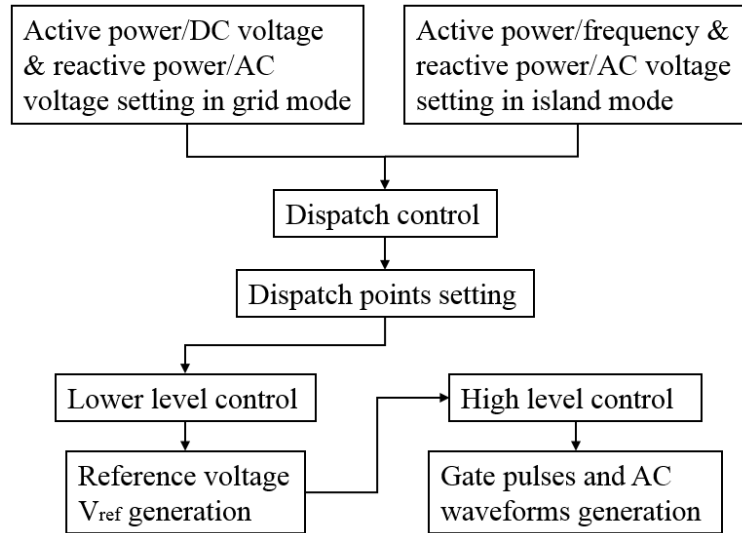 Active power/DC voltage
& reactive power/AC
voltage setting in grid mode
Active power/frequency &
reactive power/AC voltage
setting in island mode
Dispatch control
Dispatch points setting
Lower level control
High level control
Reference voltage
Vref generation
Gate pulses and AC
waveforms generation